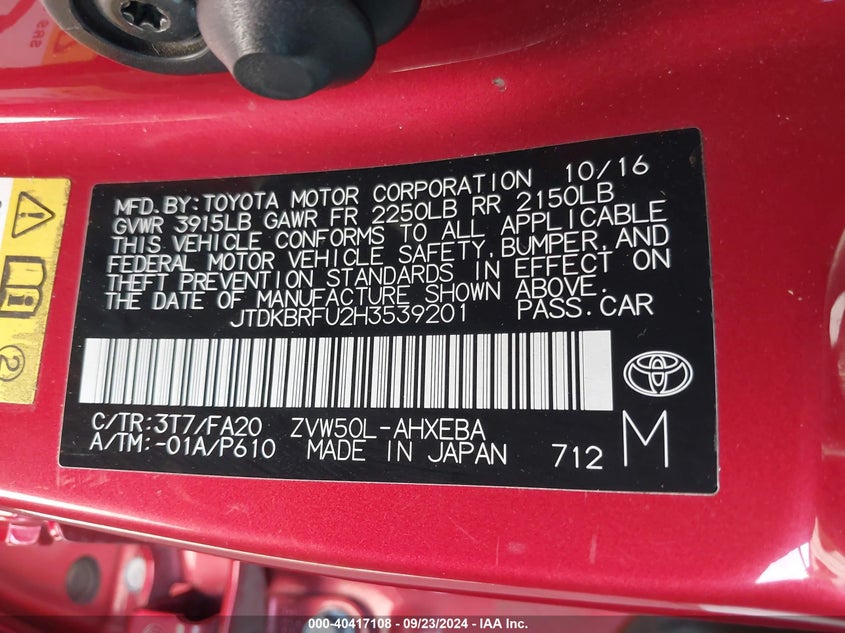 MFD.BY:TOYOTA MOTOR CORPORATION 10/16
GVWR 3915LB GAWR FR 2250LB RR 2150LB
THIS VEHICLE CONFORMS TO ALL APPLICABLE
FEDERAL MOTOR VEHICLE SAFETY,BUMPER,AND
THEFT PREVENTION STANDARDS IN EFFECT ON
THE DATE OF MANUFACTURE SHOWN ABOVE.
JTDKBRFU2H3539201 PASS.CAR
C/TR:3T7/FA20 ZVW50L-AHXEBA
A/TM:-01A/P610 MADE IN JAPAN 712 M
2
000-40417108 - 09/23/2024 - IAA Inc.